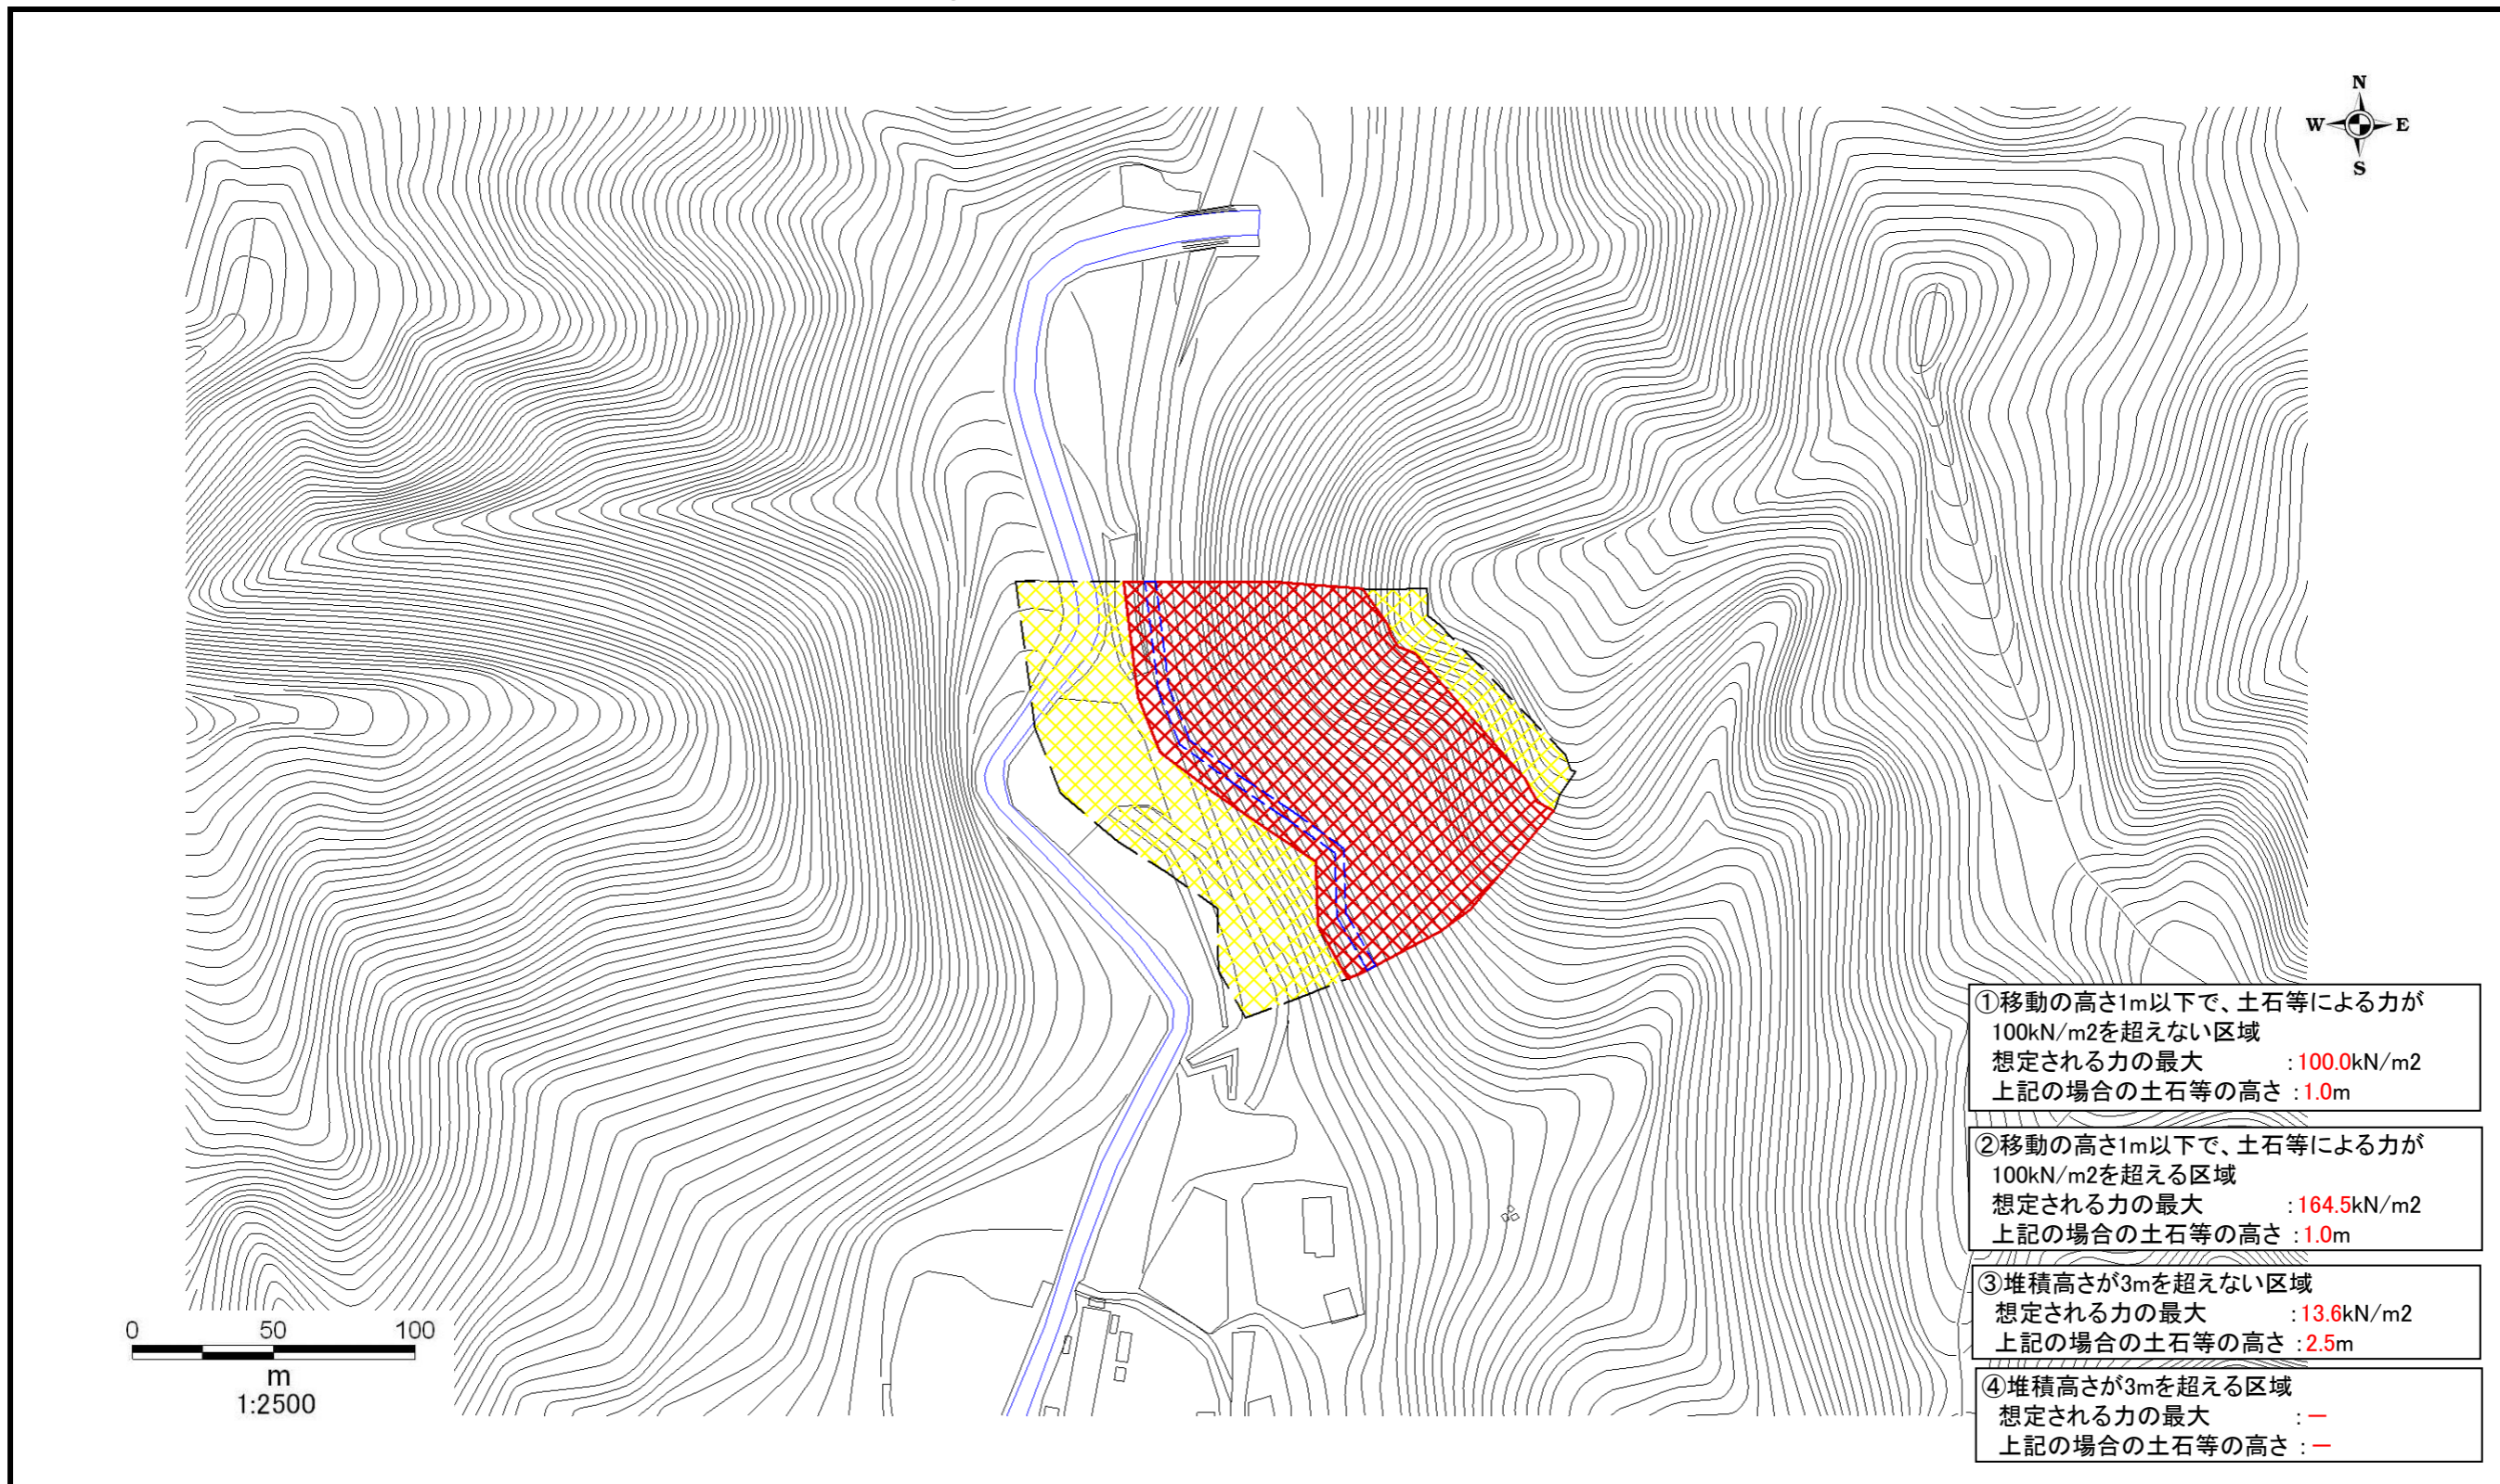 N
W E
S
①移動の高さ1m以下で、土石等による力が
100kN/m2を超えない区域
想定される力の最大 :100.0kN/m2
上記の場合の土石等の高さ :1.0m
②移動の高さ1m以下で、土石等による力が
100kN/m2を超える区域
想定される力の最大 :164.5kN/m2
上記の場合の土石等の高さ :1.0m
③堆積高さが3mを超えない区域
想定される力の最大 :13.6kN/m2
上記の場合の土石等の高さ :2.5m
④堆積高さが3mを超える区域
想定される力の最大 :ー
上記の場合の土石等の高さ :ー
0 50 100
m
1:2500